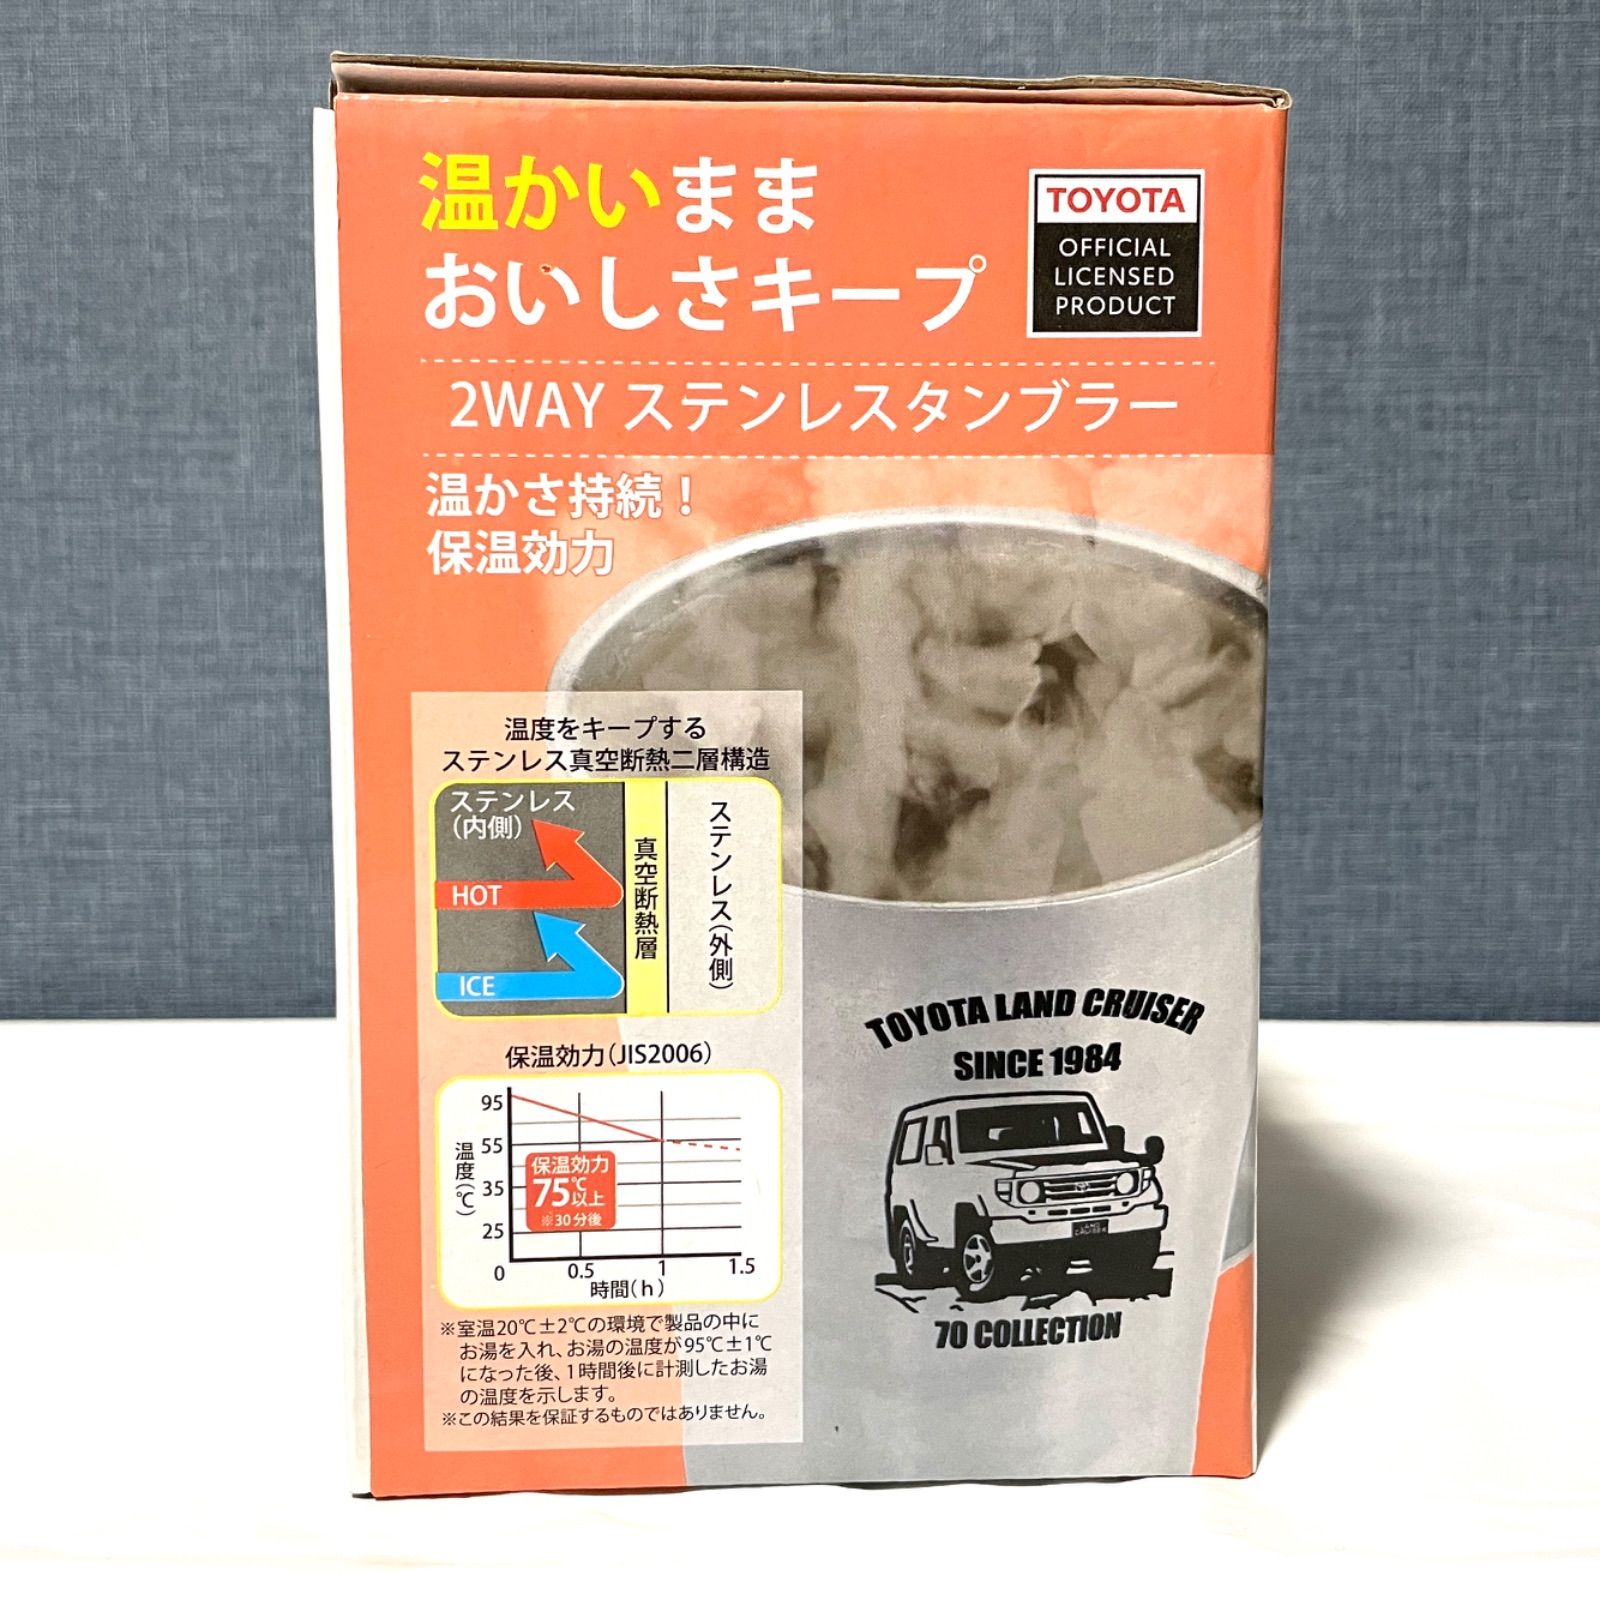 温かいまま
おいしさキープ
TOYOTA
OFFICIAL
LICENSED
PRODUCT
2WAY ステンレスタンブラー
温かさ持続！
保温効力
温度をキープする
ステンレス真空断熱二層構造
ステンレス
（内側）
HOT
ICE
真空断熱層
ステンレス（外側）
保温効力（JIS2006）
温度（℃）
95
55
35
25
0
0.5
1
1.5
時間（h）
保温効力
75℃以上
※30分後
※室温20℃±2℃の環境で製品の中に
お湯を入れ、お湯の温度が95℃±1℃
になった後、1時間後に計測したお湯
の温度を示します。
※この結果を保証するものではありません。
TOYOTA LAND CRUISER
SINCE 1984
LAND
CRUISER
70 COLLECTION